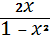 2x
1 − x²